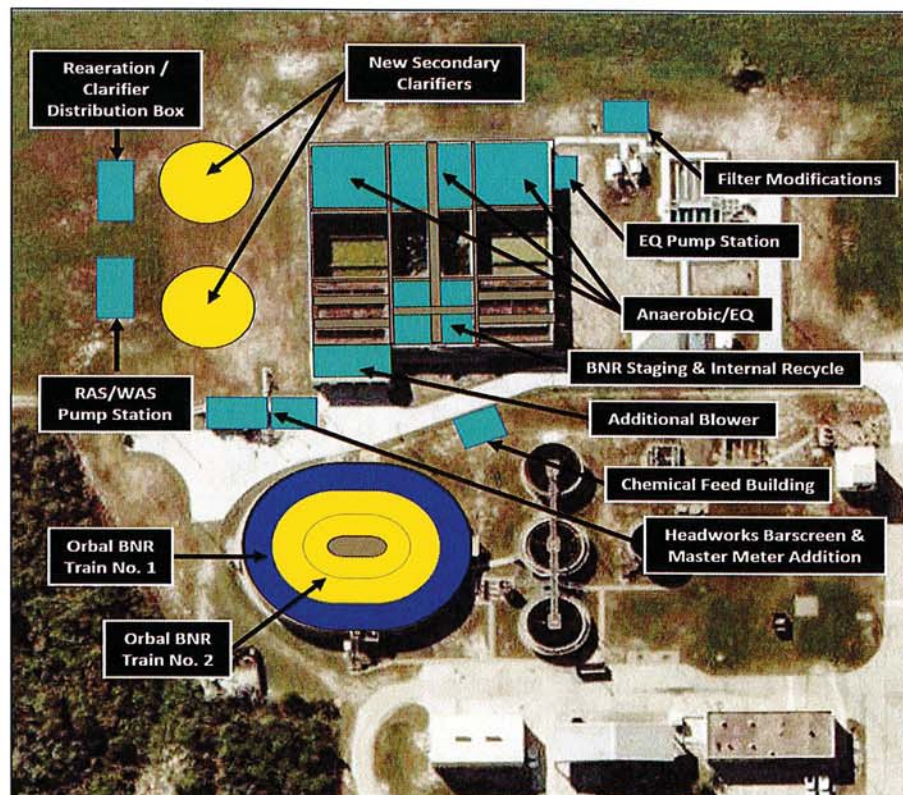 Reaeration /
Clarifier
Distribution Box
New Secondary
Clarifiers
Filter Modifications
EQ Pump Station
Anaerobic/EQ
BNR Staging & Internal Recycle
RAS/WAS
Pump Station
Additional Blower
Chemical Feed Building
Headworks Barscreen &
Master Meter Addition
Orbal BNR
Train No. 1
Orbal BNR
Train No. 2